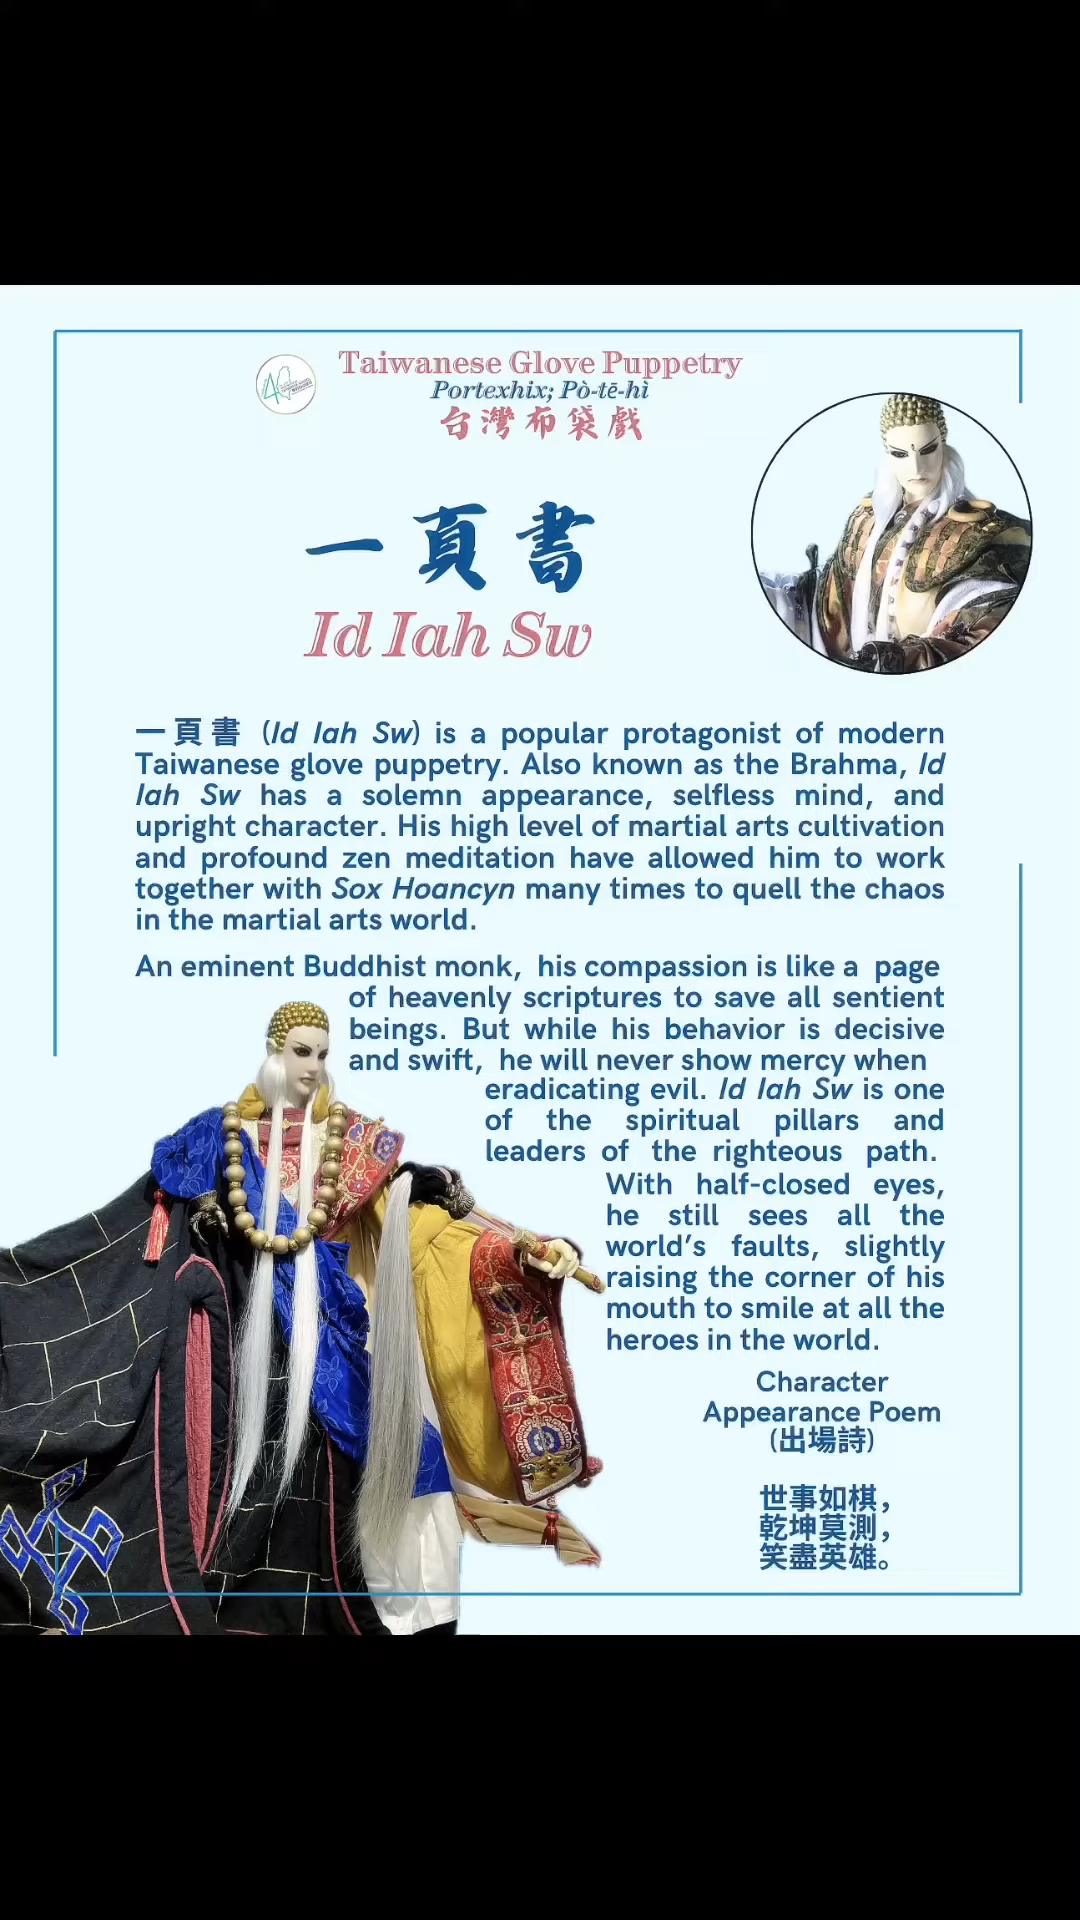 Taiwanese Glove Puppetry
Portexhix; Pò-tē-hì
台灣布袋戲
一頁書
Id Iah Sw
一頁書 (Id Iah Sw) is a popular protagonist of modern
Taiwanese glove puppetry. Also known as the Brahma, Id
Iah Sw has a solemn appearance, selfless mind, and
upright character. His high level of martial arts cultivation
and profound zen meditation have allowed him to work
together with Sox Hoancyn many times to quell the chaos
in the martial arts world.
An eminent Buddhist monk, his compassion is like a page
of heavenly scriptures to save all sentient
beings. But while his behavior is decisive
and swift, he will never show mercy when
eradicating evil. Id Iah Sw is one
of the spiritual pillars and
leaders of the righteous path.
With half-closed eyes,
he still sees all the
world's faults, slightly
raising the corner of his
mouth to smile at all the
heroes in the world.
Character
Appearance Poem
(出場詩)
世事如棋，
乾坤莫測，
笑盡英雄。